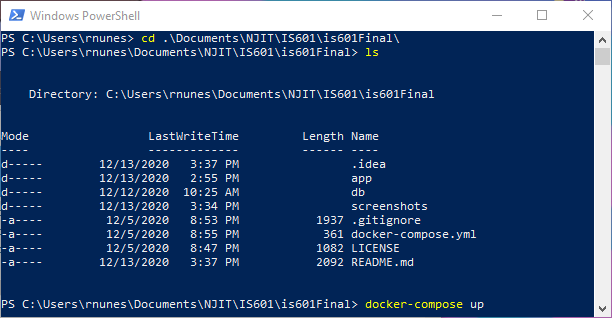 Windows PowerShell
PS C:\Users\rnunes> cd .\Documents\NJIT\IS601\is601Final\
PS C:\Users\rnunes\Documents\NJIT\IS601\is601Final> ls
Directory: C:\Users\rnunes\Documents\NJIT\IS601\is601Final
Mode                LastWriteTime         Length Name
----                -------------         ------ ----
d-----       12/13/2020   3:37 PM                .idea
d-----       12/13/2020   2:55 PM                app
d-----       12/12/2020  10:25 AM                db
d-----       12/13/2020   3:34 PM                screenshots
-a----        12/5/2020   8:53 PM           1937 .gitignore
-a----        12/5/2020   8:55 PM            361 docker-compose.yml
-a----        12/5/2020   8:47 PM           1082 LICENSE
-a----       12/13/2020   3:37 PM           2092 README.md
PS C:\Users\rnunes\Documents\NJIT\IS601\is601Final> docker-compose up